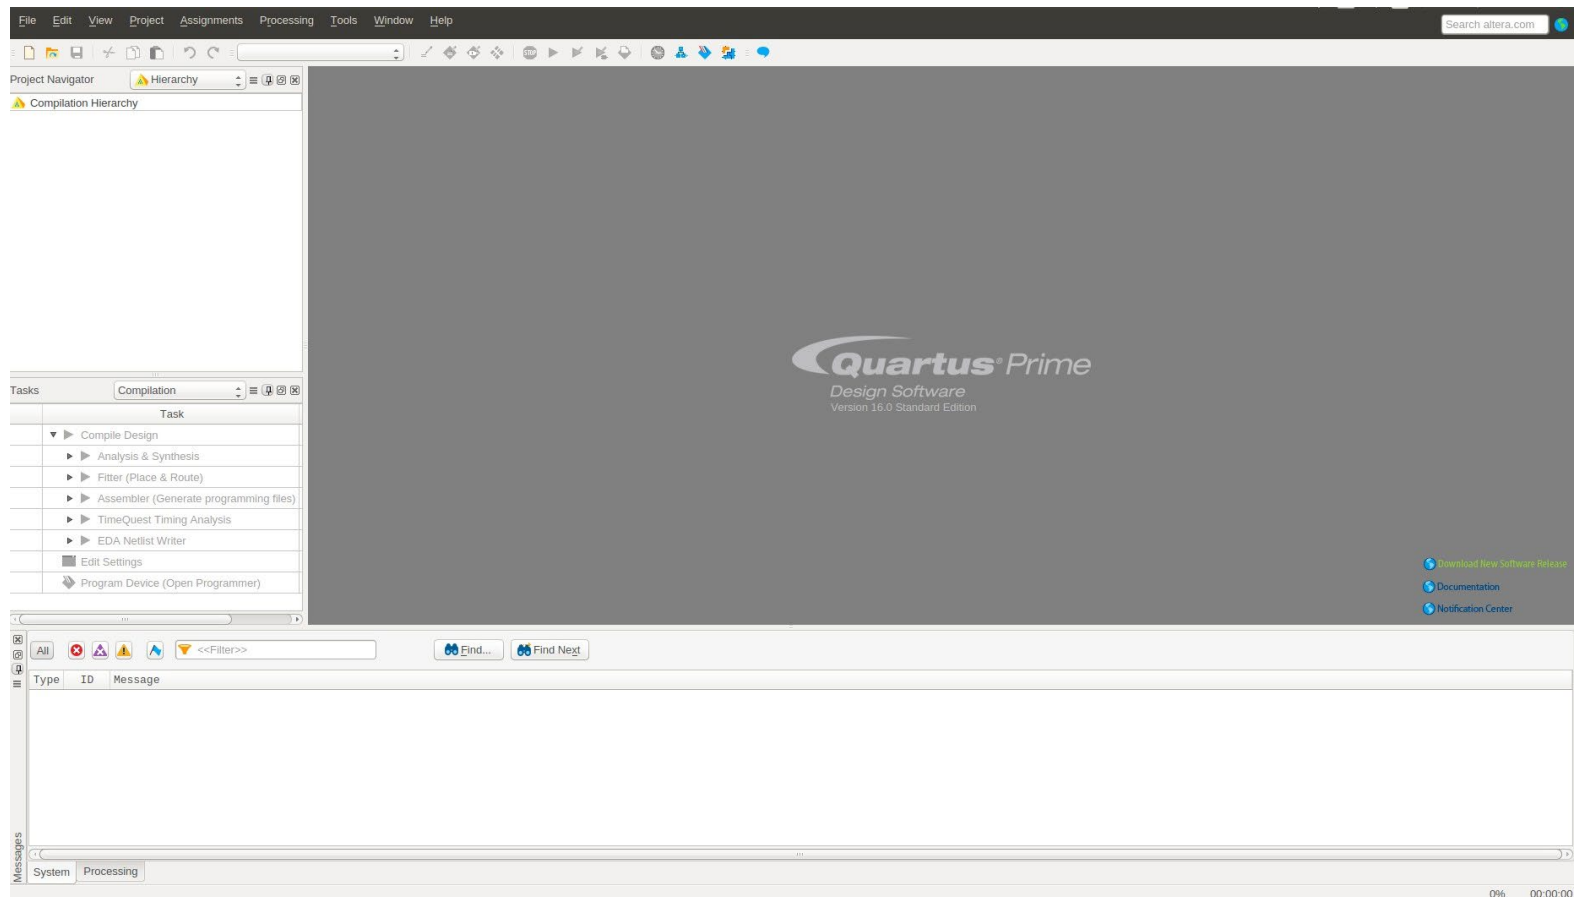 File Edit View Project Assignments Processing Tools Window Help
Search altera.com
Project Navigator Hierarchy
Compilation Hierarchy
Quartus® Prime
Design Software
Version 16.0 Standard Edition
Tasks Compilation
Task
Compile Design
Analysis & Synthesis
Fitter (Place & Route)
Assembler (Generate programming files)
TimeQuest Timing Analysis
EDA Netlist Writer
Edit Settings
Program Device (Open Programmer)
Download New Software Release
Documentation
Notification Center
All <<Filter>> Find... Find Next
Type ID Message
Messages
System Processing
0% 00:00:00